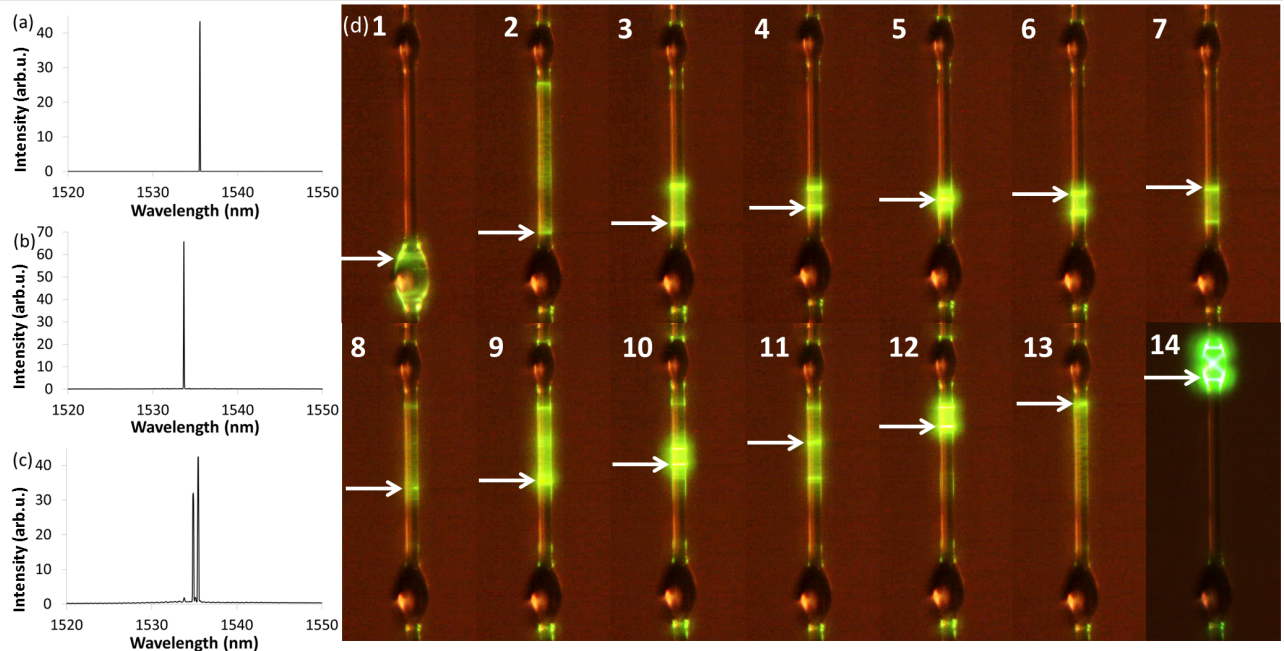 (a)
Intensity (arb.u.)
40
30
20
10
0
1520 1530 1540 1550
Wavelength (nm)
(b)
Intensity (arb.u.)
70
60
50
40
30
20
10
0
1520 1530 1540 1550
Wavelength (nm)
(c)
Intensity (arb.u.)
40
30
20
10
0
1520 1530 1540 1550
Wavelength (nm)
(d) 1 2 3 4 5 6 7
8 9 10 11 12 13 14